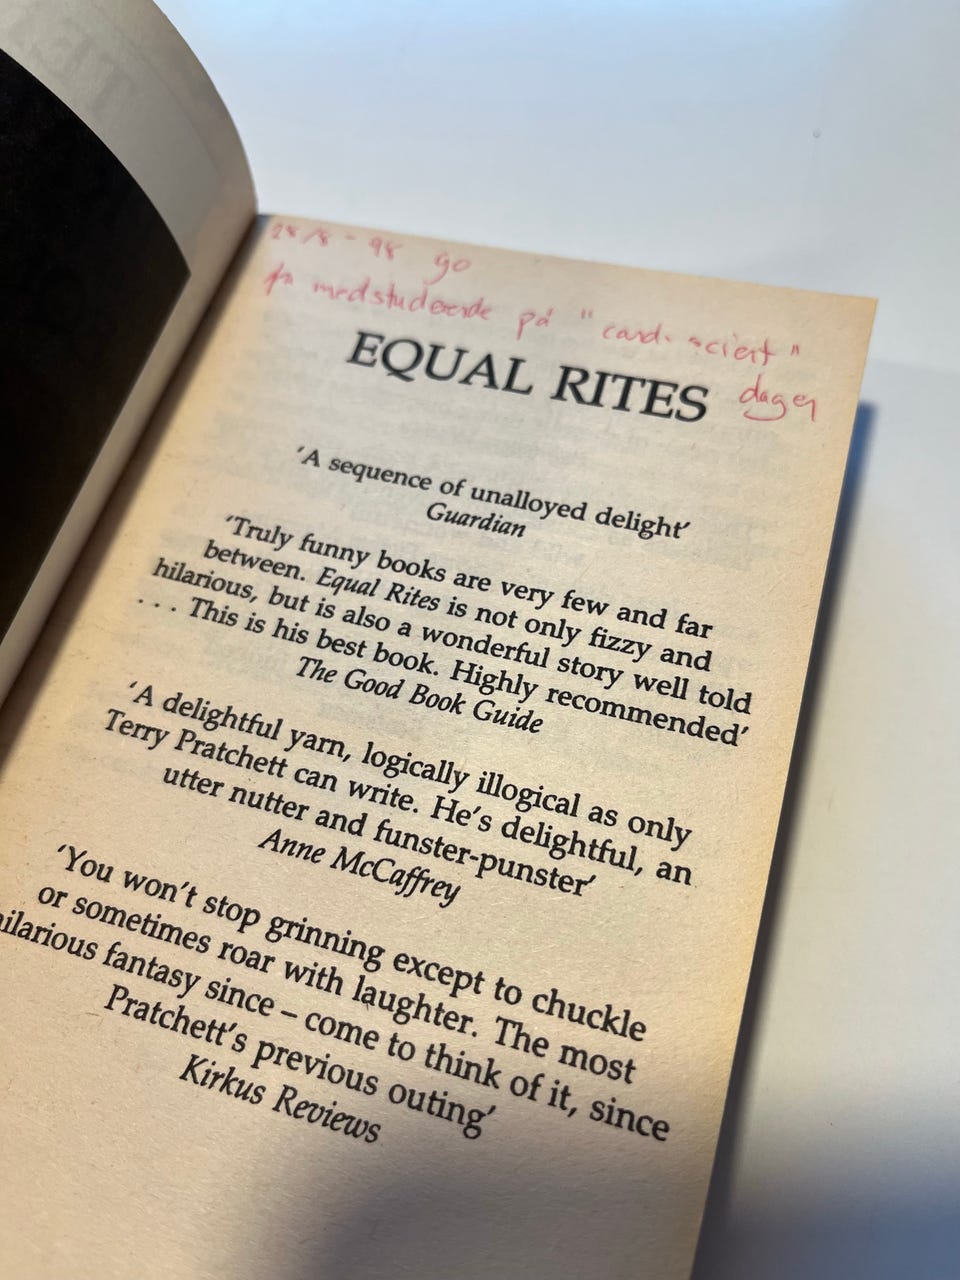 28/8 - 98 go
fra medstuderende på "cand. scient"
dagen
EQUAL RITES
‘A sequence of unalloyed delight’
Guardian
‘Truly funny books are very few and far
between. Equal Rites is not only fizzy and
hilarious, but is also a wonderful story well told
. . . This is his best book. Highly recommended’
The Good Book Guide
‘A delightful yarn, logically illogical as only
Terry Pratchett can write. He’s delightful, an
utter nutter and funster-punster’
Anne McCaffrey
‘You won’t stop grinning except to chuckle
or sometimes roar with laughter. The most
hilarious fantasy since – come to think of it, since
Pratchett’s previous outing’
Kirkus Reviews